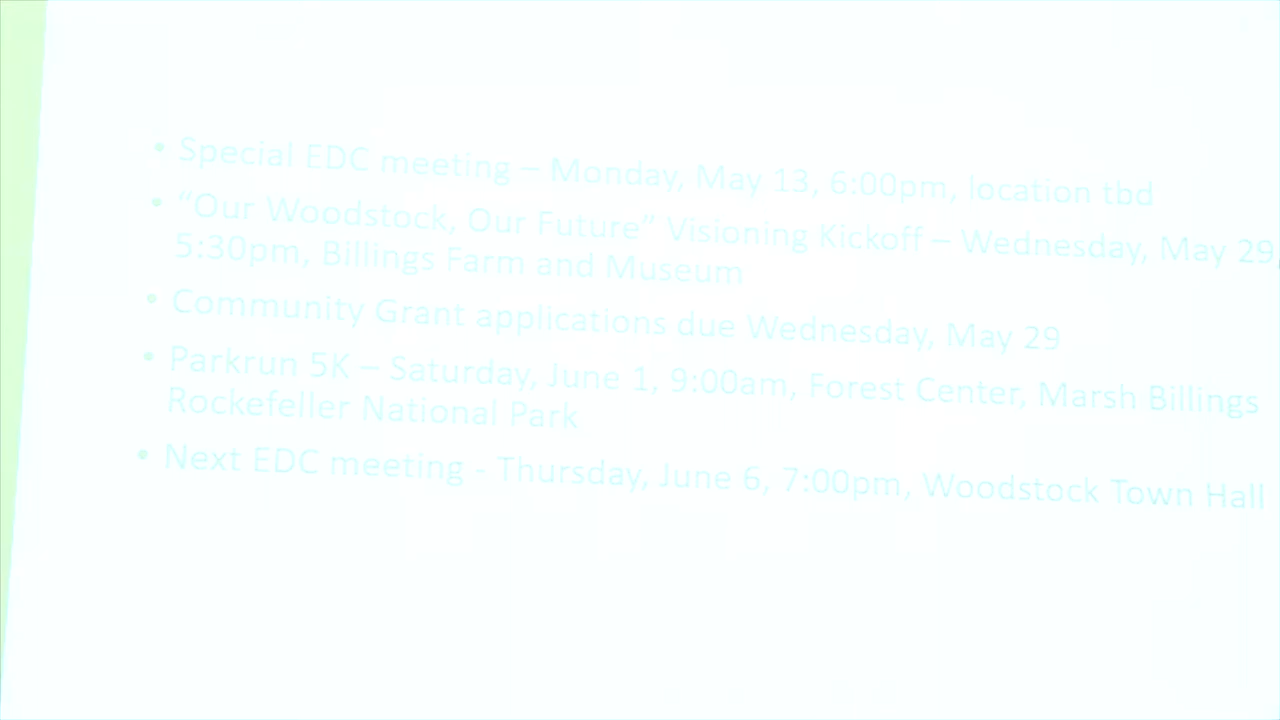 • Special EDC meeting – Monday, May 13, 6:00pm, location tbd
• “Our Woodstock, Our Future” Visioning Kickoff – Wednesday, May 29,
5:30pm, Billings Farm and Museum
• Community Grant applications due Wednesday, May 29
• Parkrun 5K – Saturday, June 1, 9:00am, Forest Center, Marsh Billings
Rockefeller National Park
• Next EDC meeting - Thursday, June 6, 7:00pm, Woodstock Town Hall